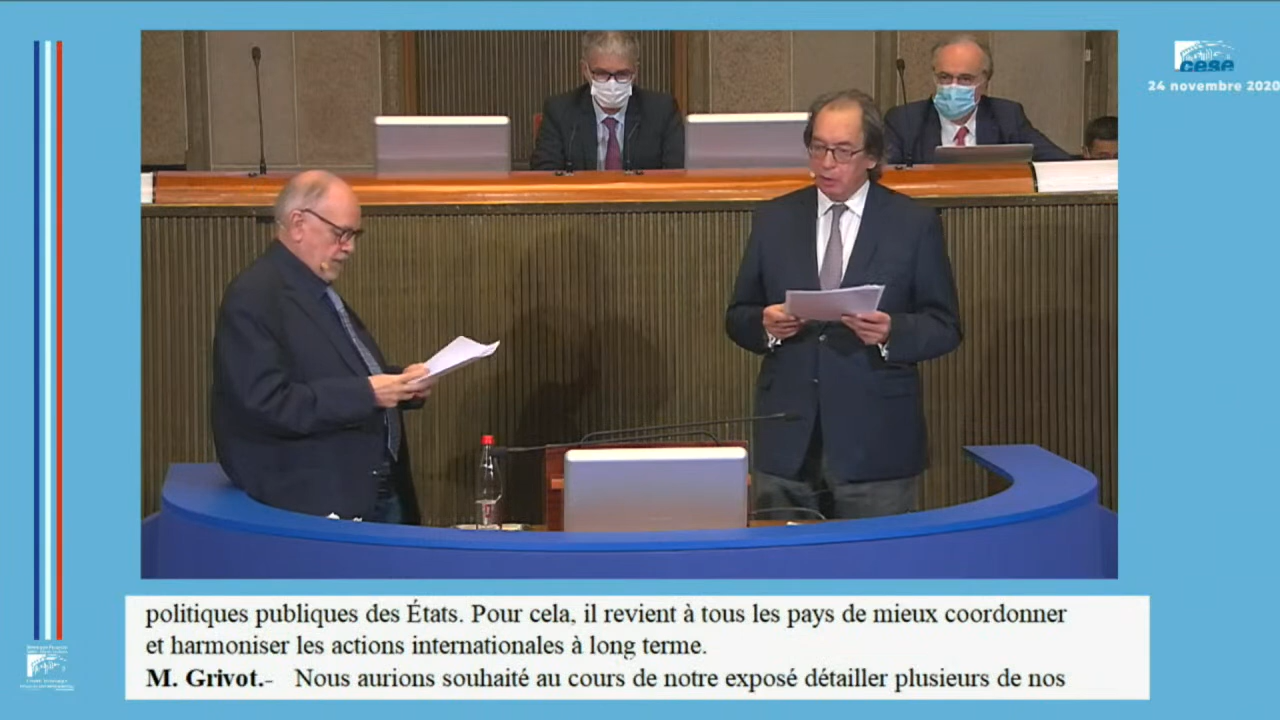 cese
24 novembre 2020
politiques publiques des États. Pour cela, il revient à tous les pays de mieux coordonner
et harmoniser les actions internationales à long terme.
M. Grivot.- Nous aurions souhaité au cours de notre exposé détailler plusieurs de nos